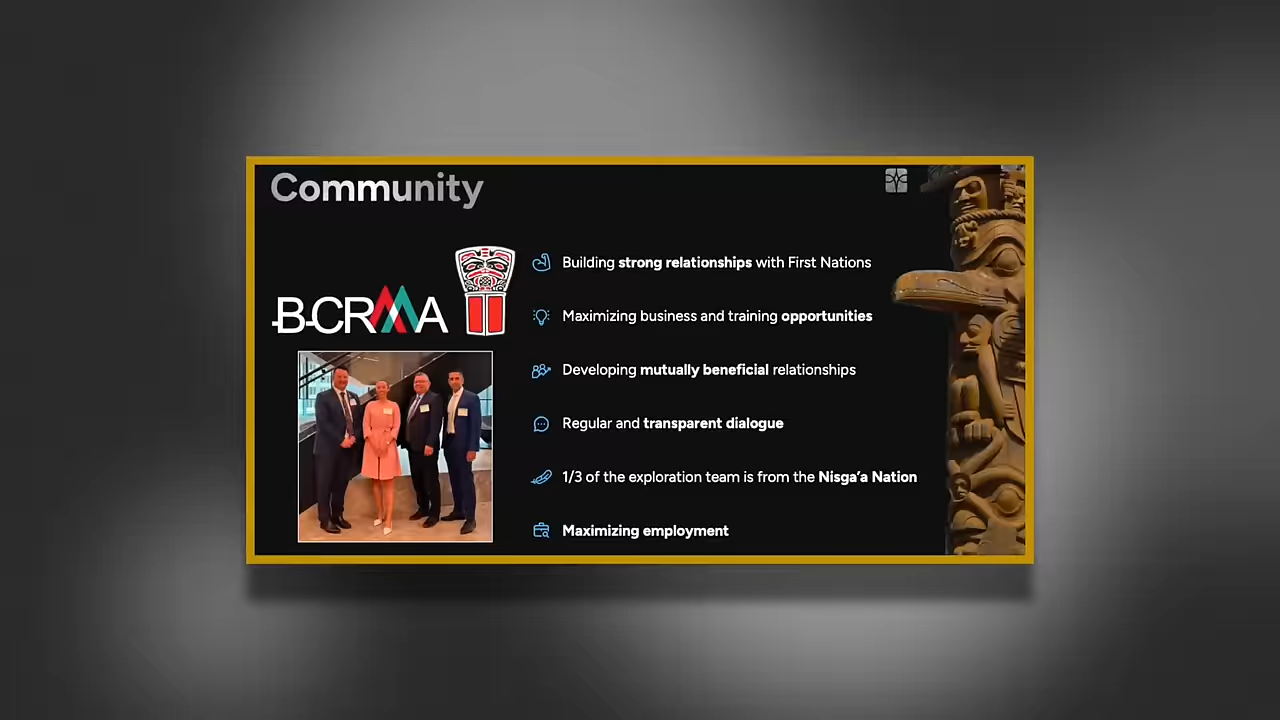 Community
B-CRMA
Building strong relationships with First Nations
Maximizing business and training opportunities
Developing mutually beneficial relationships
Regular and transparent dialogue
1/3 of the exploration team is from the Nisga'a Nation
Maximizing employment